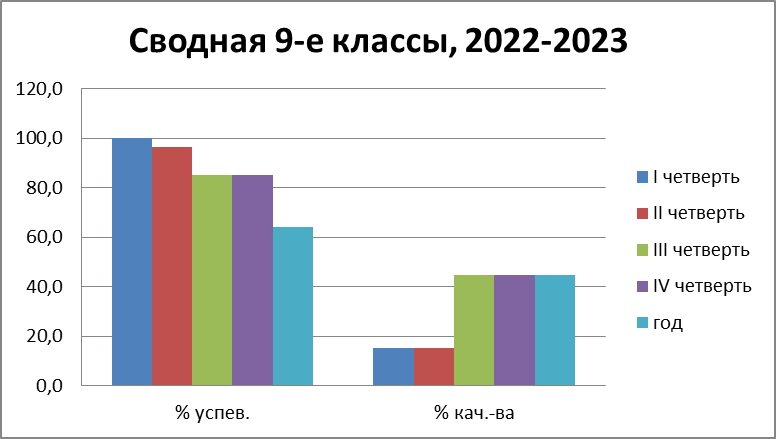 Сводная 9-е классы, 2022-2023
120,0
100,0
80,0
60,0
40,0
20,0
0,0
% успев.
% кач.-ва
I четверть
II четверть
III четверть
IV четверть
год